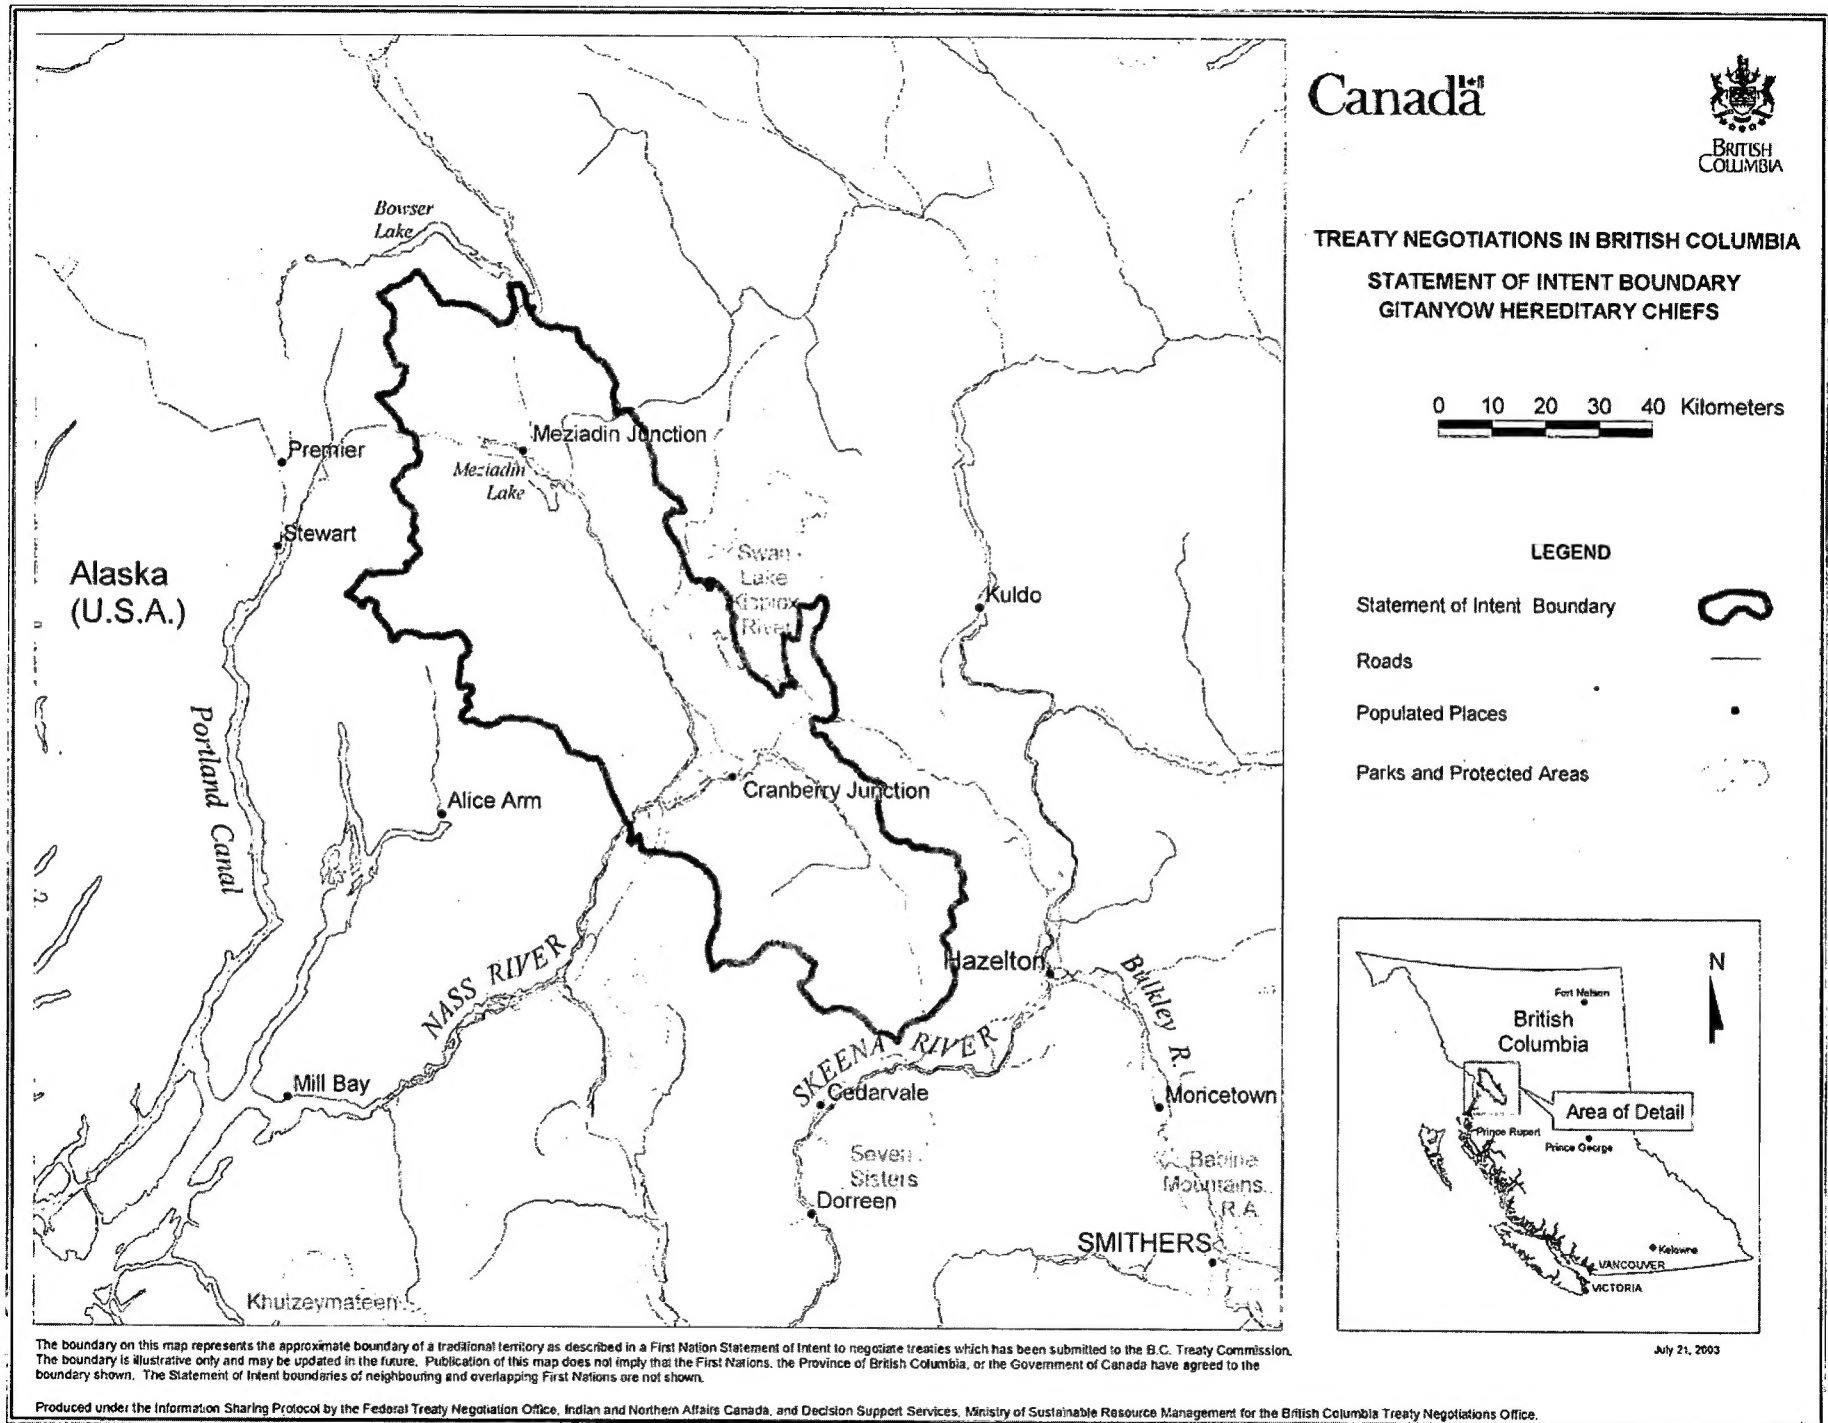 Canada
BRITISH
COLUMBIA
TREATY NEGOTIATIONS IN BRITISH COLUMBIA
STATEMENT OF INTENT BOUNDARY
GITANYOW HEREDITARY CHIEFS
0 10 20 30 40 Kilometers
LEGEND
Statement of Intent Boundary
Roads
Populated Places
Parks and Protected Areas
Bowser
Lake
Meziadin Junction
Premier
Meziadin
Lake
Stewart
Swan
Lake
Kispiox
River
Alaska
(U.S.A.)
Kuldo
Portland Canal
Cranberry Junction
Alice Arm
NASS RIVER
Hazelton
Bulkley R.
SKEENA RIVER
Mill Bay
Cedarvale
Moricetown
Seven
Sisters
Babine
Mountains
R.A.
Dorreen
SMITHERS
Khutzeymateen
N
Fort Nelson
British
Columbia
Area of Detail
Prince Rupert
Prince George
Kelowna
VANCOUVER
VICTORIA
The boundary on this map represents the approximate boundary of a traditional territory as described in a First Nation Statement of Intent to negotiate treaties which has been submitted to the B.C. Treaty Commission.
The boundary is illustrative only and may be updated in the future. Publication of this map does not imply that the First Nations, the Province of British Columbia, or the Government of Canada have agreed to the
boundary shown. The Statement of Intent boundaries of neighbouring and overlapping First Nations are not shown.
July 21, 2003
Produced under the Information Sharing Protocol by the Federal Treaty Negotiation Office, Indian and Northern Affairs Canada, and Decision Support Services, Ministry of Sustainable Resource Management for the British Columbia Treaty Negotiations Office.